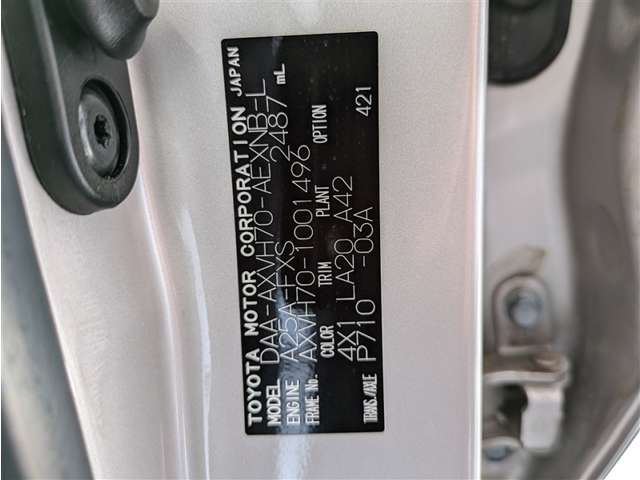 TOYOTA MOTOR CORPORATION JAPAN
MODEL DAA-AXVH70-AEXNB-L
ENGINE A25A-FXS 2487 mL
FRAME No. AXVH70-1001496
COLOR TRIM PLANT OPTION
4X1 LA20 A42
TRANS./AXLE P710 -03A 421